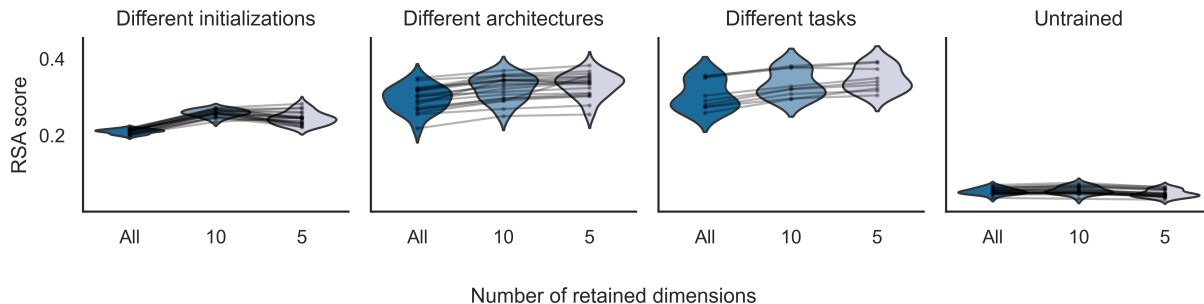 Different initializations
Different architectures
Different tasks
Untrained
0.4
0.2
RSA score
All 10 5
All 10 5
All 10 5
All 10 5
Number of retained dimensions